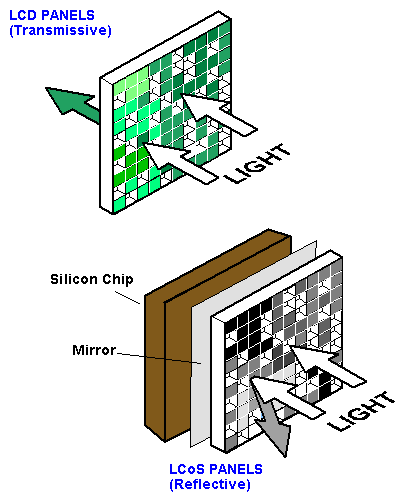 LCD PANELS
(Transmissive)
LIGHT
Silicon Chip
Mirror
LIGHT
LCoS PANELS
(Reflective)